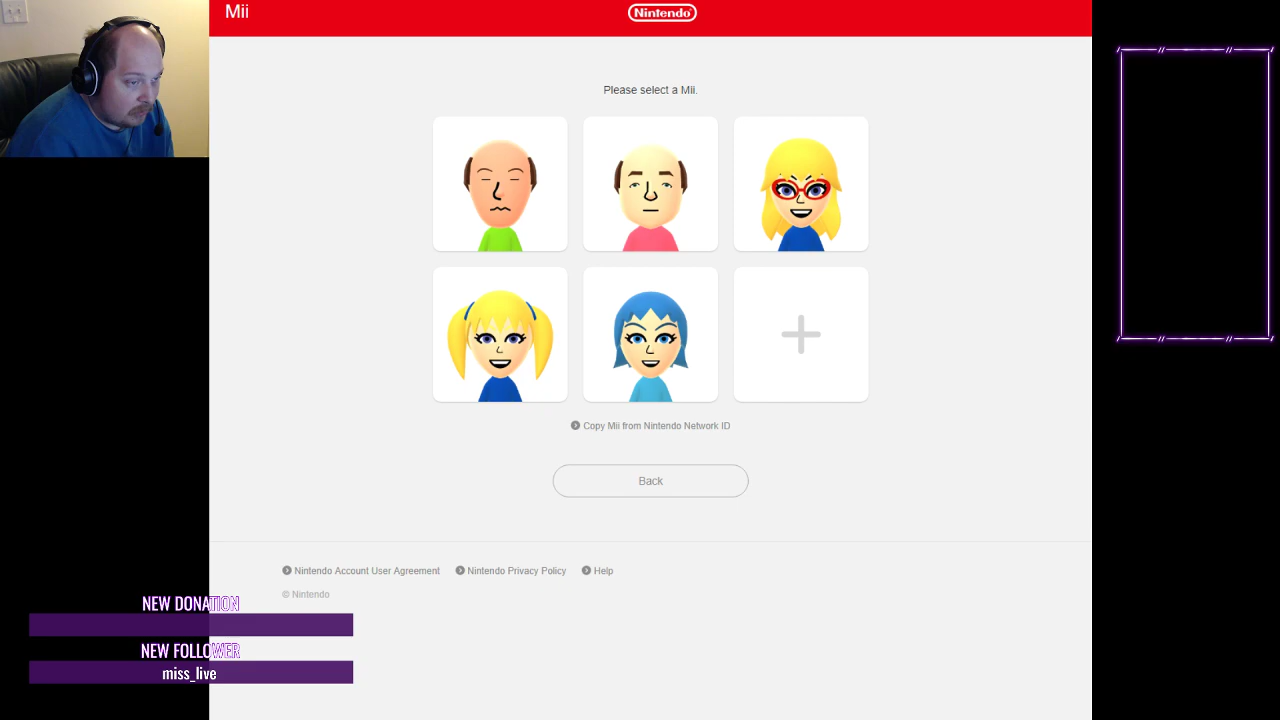 Mii
Nintendo
Please select a Mii.
Copy Mii from Nintendo Network ID
Back
Nintendo Account User Agreement
Nintendo Privacy Policy
Help
© Nintendo
NEW DONATION
NEW FOLLOWER
miss_live